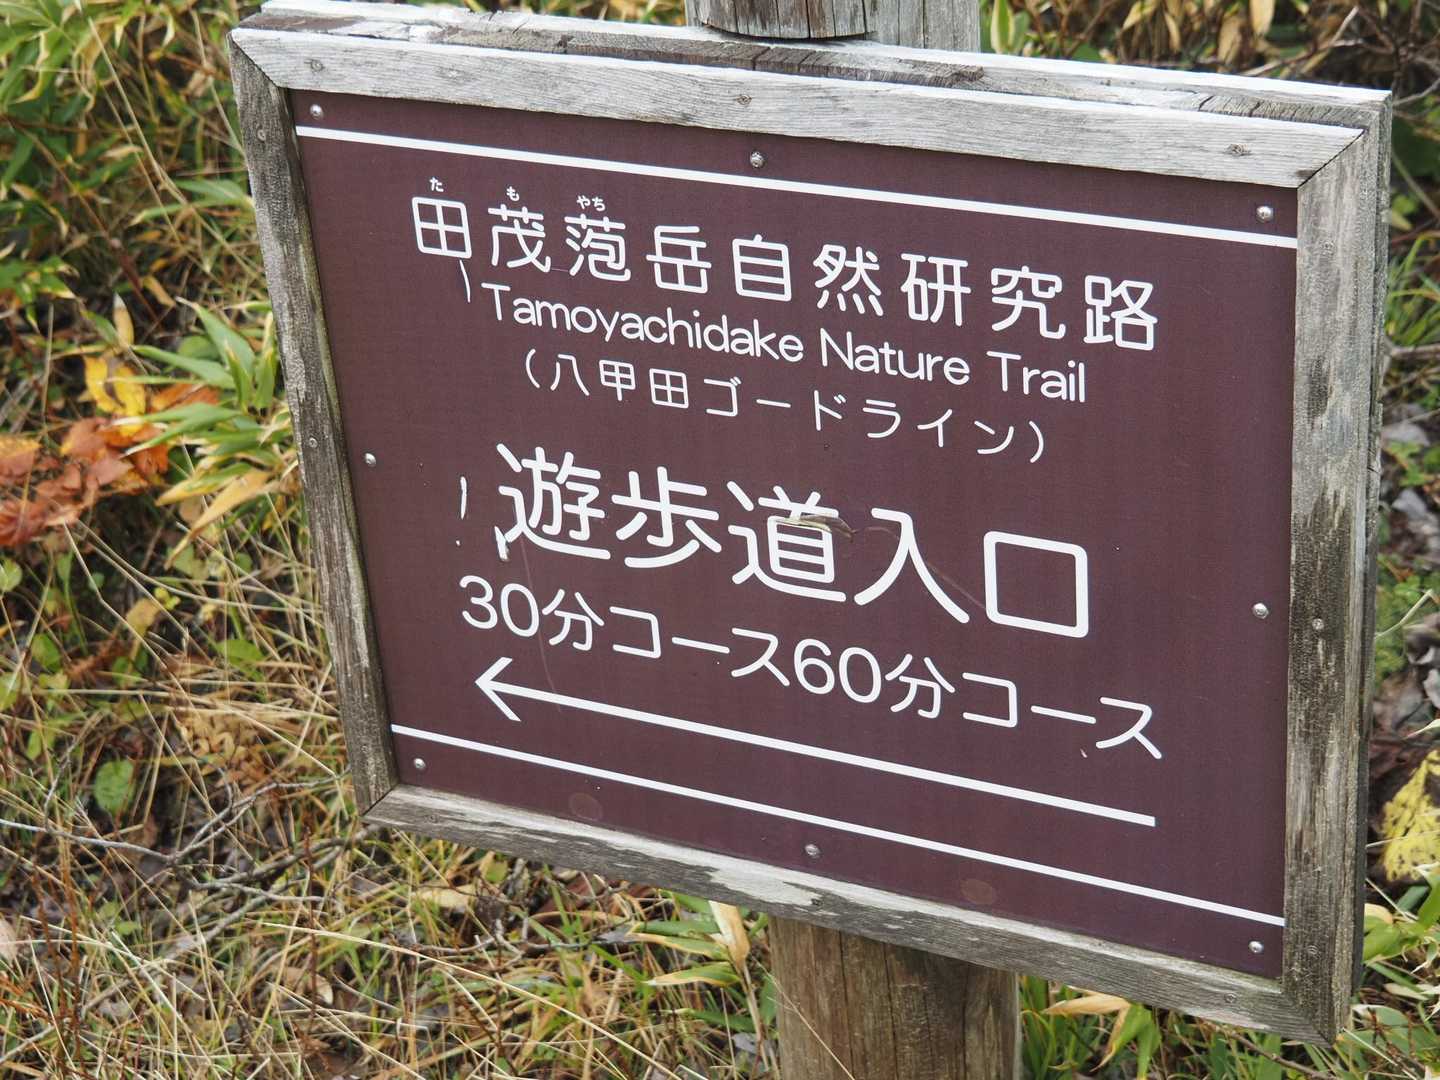 た も やち
田茂萢岳自然研究路
Tamoyachidake Nature Trail
（八甲田ゴードライン）
遊歩道入口
30分コース60分コース